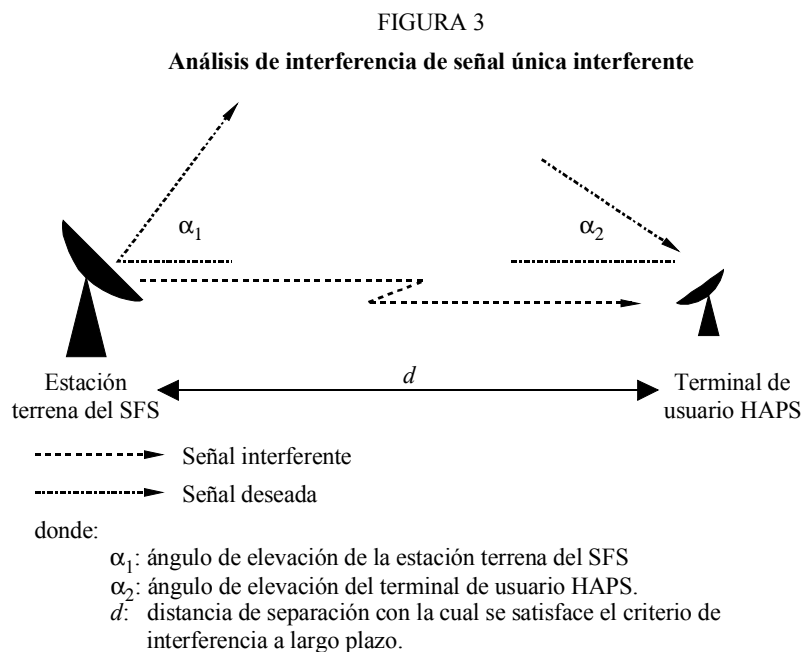 FIGURA 3
Análisis de interferencia de señal única interferente
α1
α2
d
Estación
terrena del SFS
Terminal de
usuario HAPS
Señal interferente
Señal deseada
donde:
α1: ángulo de elevación de la estación terrena del SFS
α2: ángulo de elevación del terminal de usuario HAPS.
d: distancia de separación con la cual se satisface el criterio de
interferencia a largo plazo.